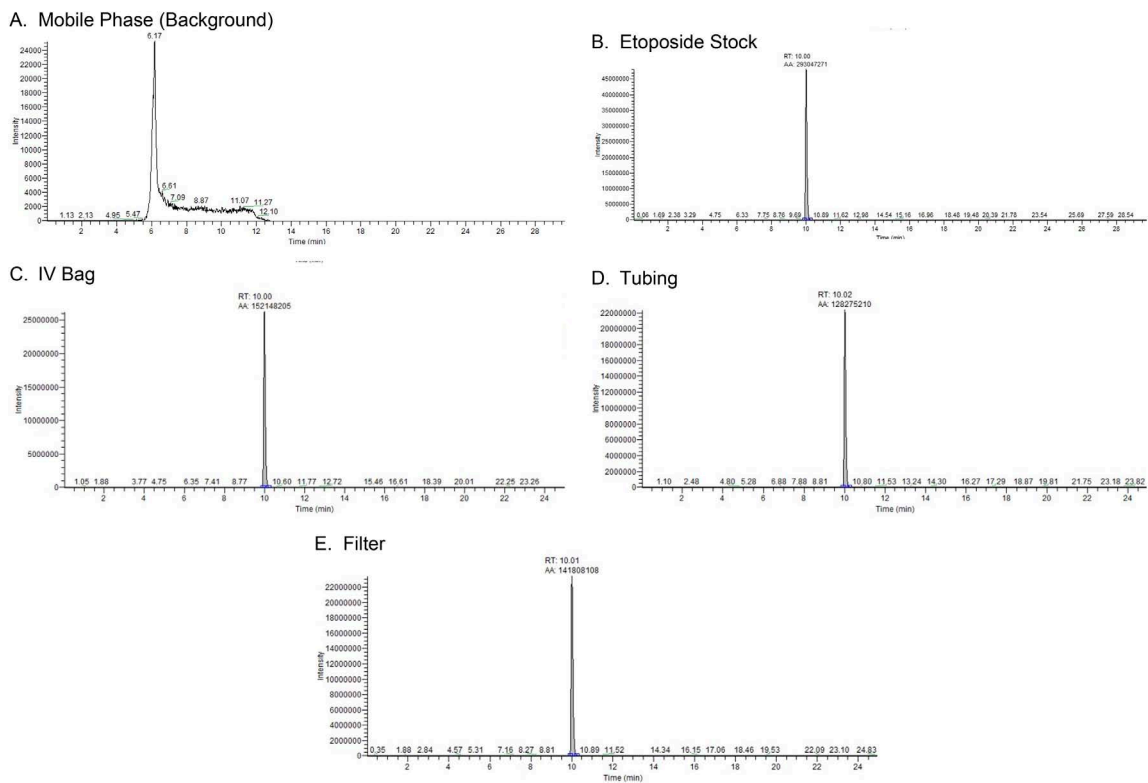 A. Mobile Phase (Background)
6.17
24000
22000
20000
18000
16000
14000
12000
10000
8000
6000
4000
2000
0
Intensity
6.61
7.09
8.87
11.07
11.27
12.10
1.13 2.13 4.95 5.47
2 4 6 8 10 12 14 16 18 20 22 24 26 28
Time (min)
B. Etoposide Stock
RT: 10.00
AA: 293047271
45000000
40000000
35000000
30000000
25000000
20000000
15000000
10000000
5000000
0
Intensity
0.06 1.69 2.38 3.29 4.75 6.33 7.75 8.76 9.69 10.89 11.62 12.90 14.54 15.16 16.96 18.48 19.48 20.39 21.78 23.54 25.69 27.59 28.54
2 4 6 8 10 12 14 16 18 20 22 24 26 28
Time (min)
C. IV Bag
RT: 10.00
AA: 152148205
25000000
20000000
15000000
10000000
5000000
0
Intensity
1.05 1.88 3.77 4.75 6.35 7.41 8.77 10.60 11.77 12.72 15.46 16.61 18.39 20.01 22.25 23.26
2 4 6 8 10 12 14 16 18 20 22 24
Time (min)
D. Tubing
RT: 10.02
AA: 128275210
22000000
20000000
18000000
16000000
14000000
12000000
10000000
8000000
6000000
4000000
2000000
0
Intensity
1.10 2.48 4.80 5.28 6.88 7.88 8.81 10.80 11.53 13.24 14.30 16.27 17.29 18.87 19.81 21.75 23.18 23.82
2 4 6 8 10 12 14 16 18 20 22 24
Time (min)
E. Filter
RT: 10.01
AA: 141808108
22000000
20000000
18000000
16000000
14000000
12000000
10000000
8000000
6000000
4000000
2000000
0
Intensity
0.35 1.88 2.84 4.57 5.31 7.16 8.27 8.81 10.89 11.52 14.34 16.15 17.06 18.46 19.53 22.09 23.10 24.83
2 4 6 8 10 12 14 16 18 20 22 24
Time (min)